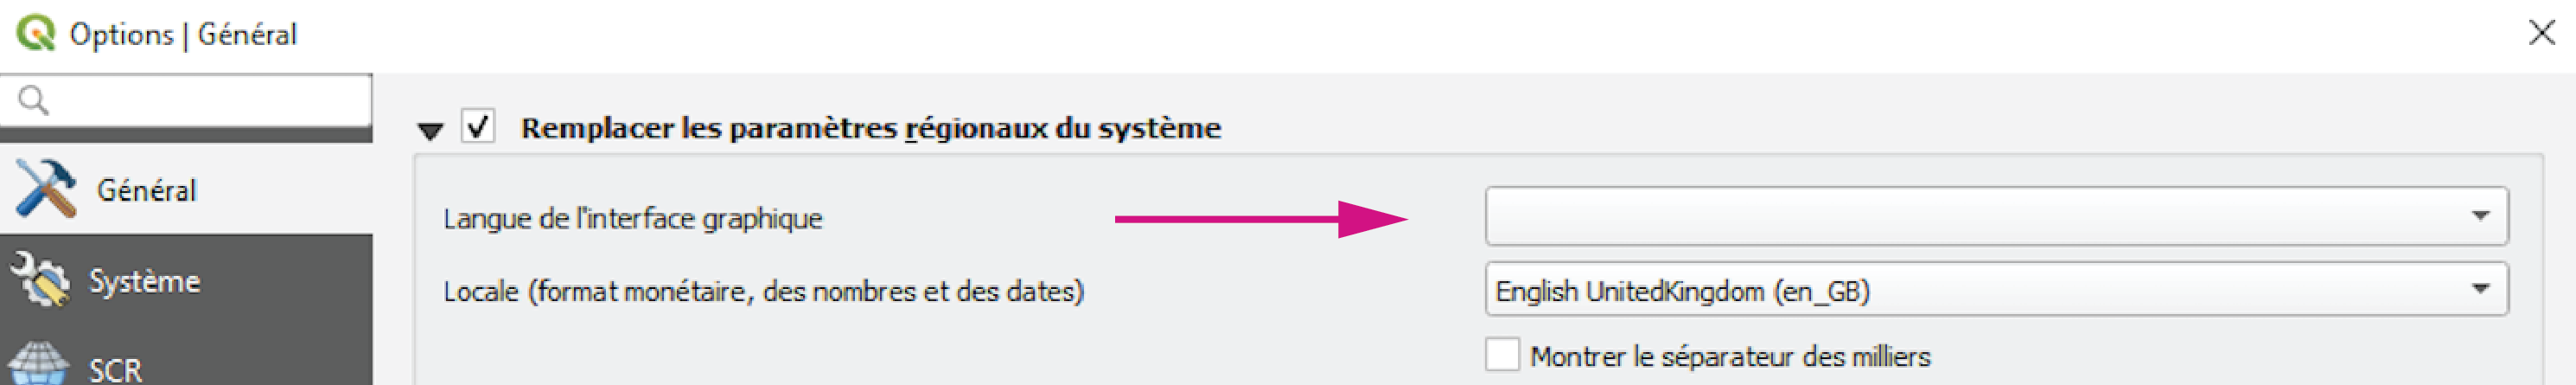 Options | Général
Remplacer les paramètres régionaux du système
Général
Langue de l'interface graphique
Système
Locale (format monétaire, des nombres et des dates)
English UnitedKingdom (en_GB)
Montrer le séparateur des milliers
SCR